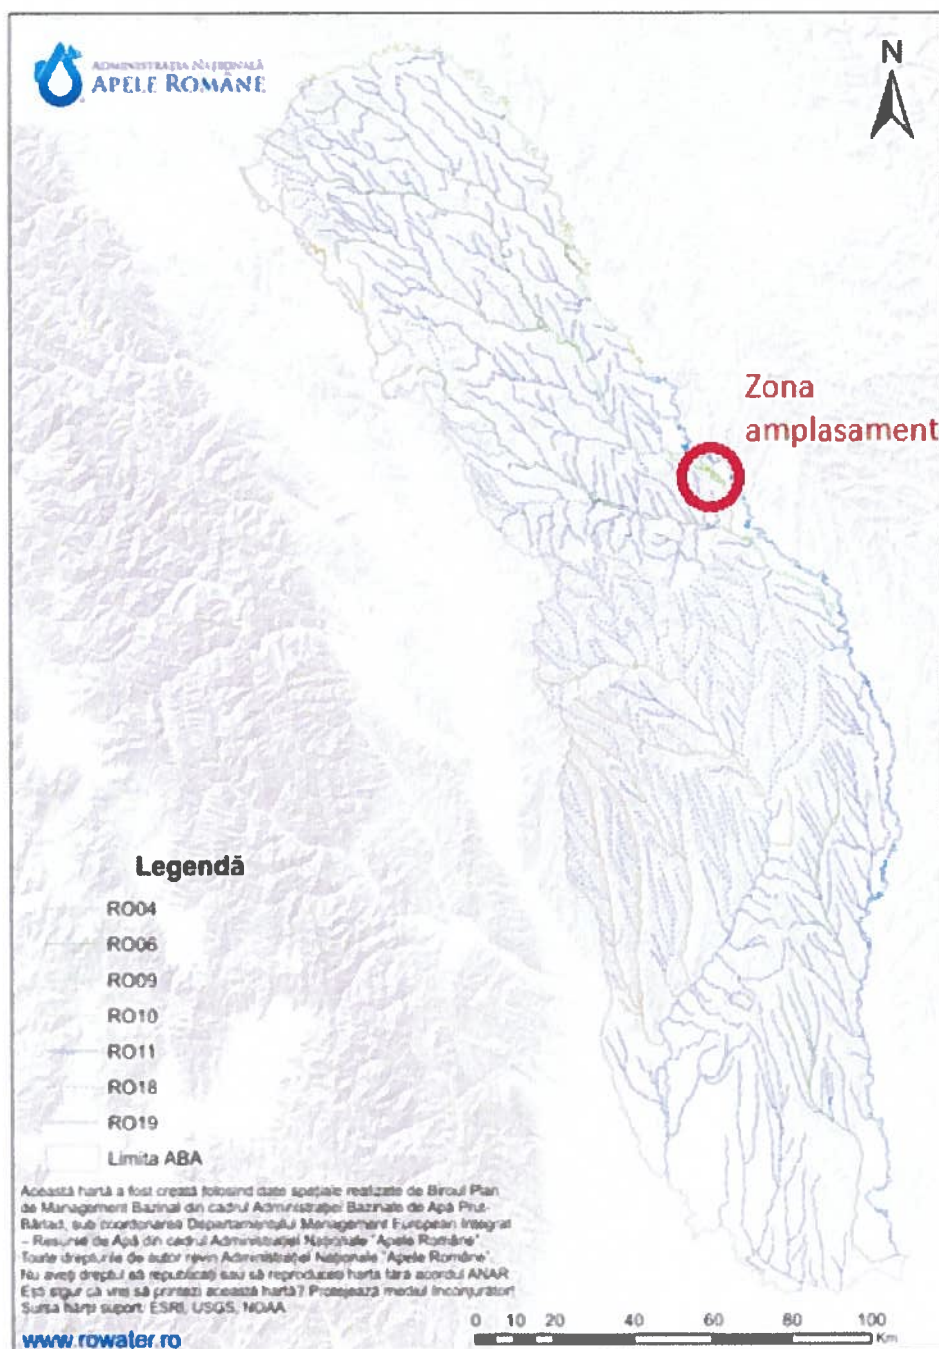 ADMINISTRAȚIA NAȚIONALĂ
APELE ROMÂNE
N
Zona
amplasament
Legendă
RO04
RO06
RO09
RO10
RO11
RO18
RO19
Limita ABA
Această hartă a fost creată folosind date spațiale realizate de Biroul Plan
de Management Bazinal din cadrul Administrației Bazinale de Apă Prut-
Bârlad, sub coordonarea Departamentului Management European Integrat
– Resurse de Apă din cadrul Administrației Naționale "Apele Române".
Toate drepturile de autor revin Administrației Naționale "Apele Române".
Nu aveți dreptul să republicați sau să reproduceți harta fără acordul ANAR
Ești sigur că vrei să printezi această hartă? Protejează mediul înconjurător!
Sursa hărții suport: ESRI, USGS, NOAA
www.rowater.ro
0 10 20 40 60 80 100
Km